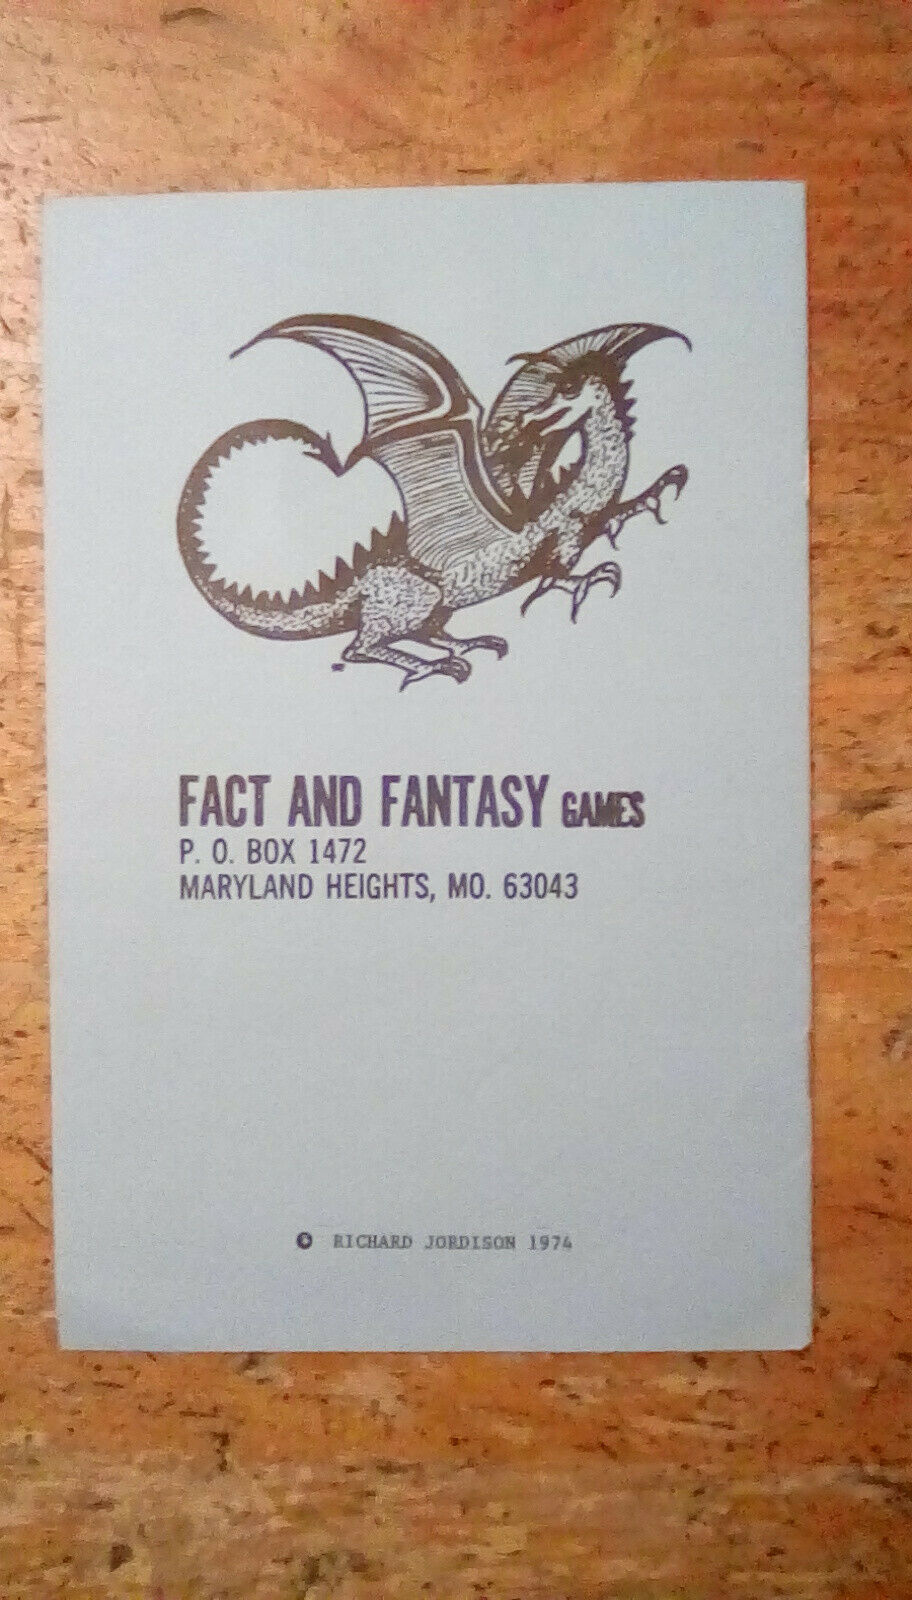 FACT AND FANTASY GAMES
P. O. BOX 1472
MARYLAND HEIGHTS, MO. 63043
© RICHARD JORDISON 1974